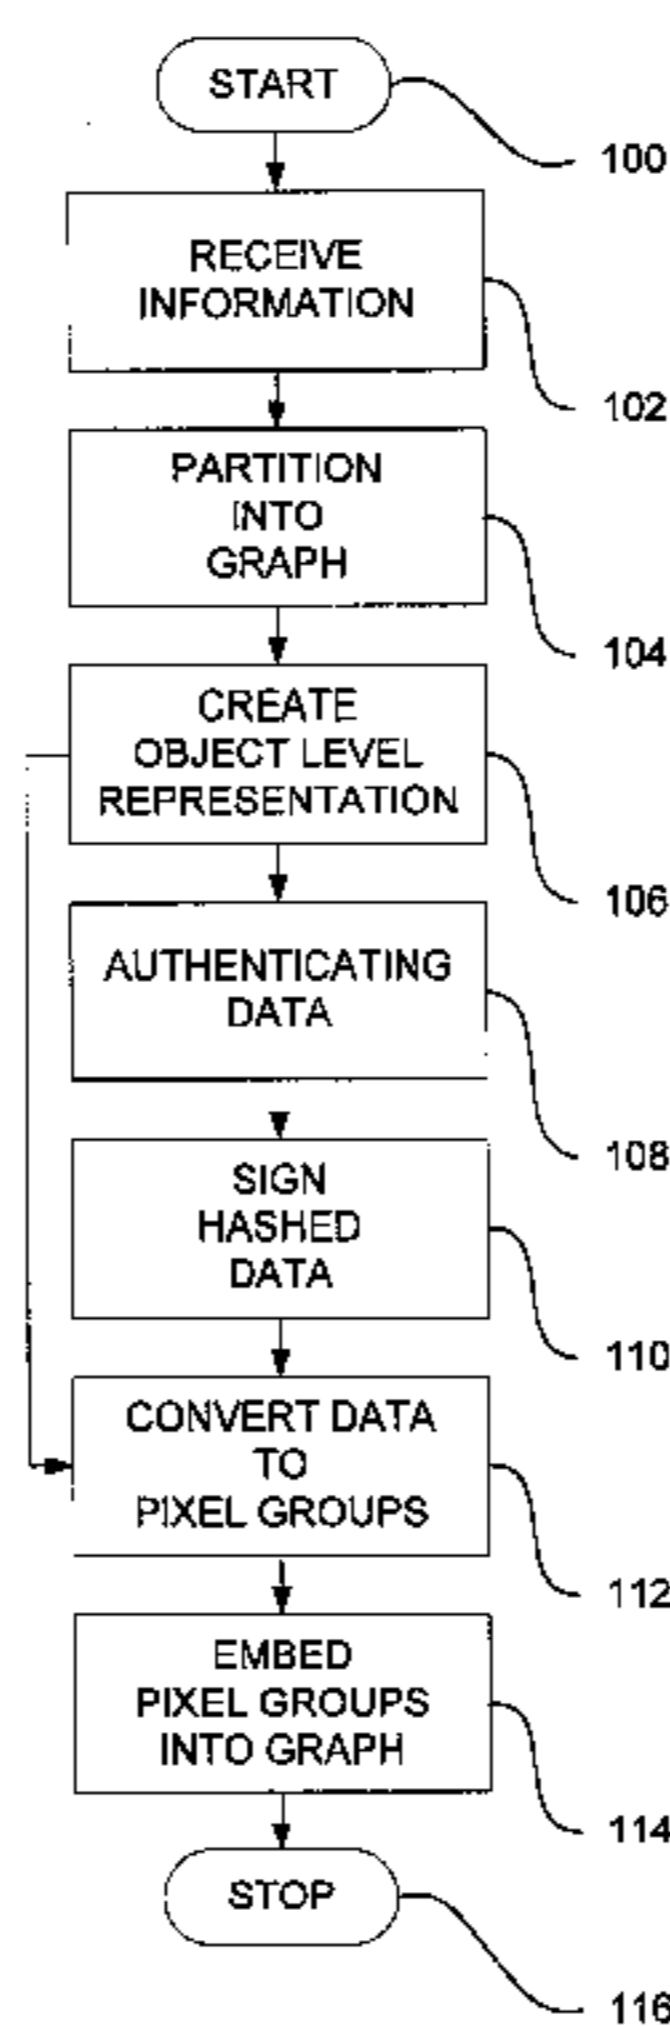 START
100
RECEIVE
INFORMATION
102
PARTITION
INTO
GRAPH
104
CREATE
OBJECT LEVEL
REPRESENTATION
106
AUTHENTICATING
DATA
108
SIGN
HASHED
DATA
110
CONVERT DATA
TO
PIXEL GROUPS
112
EMBED
PIXEL GROUPS
INTO GRAPH
114
STOP
116